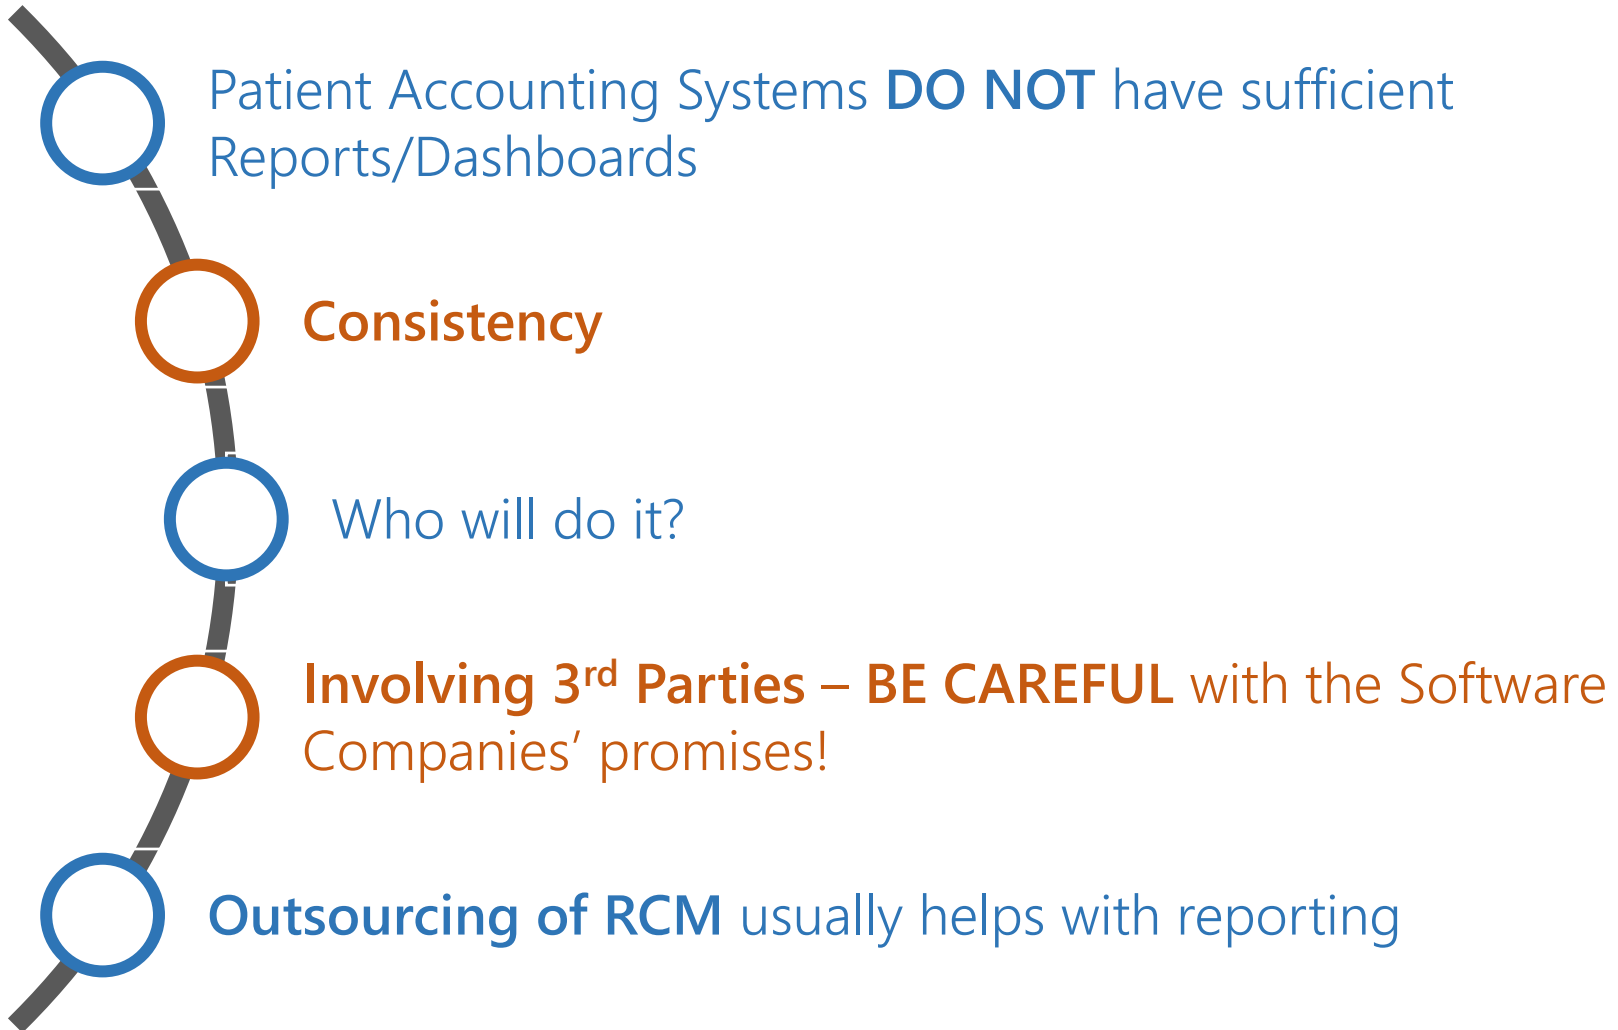 Patient Accounting Systems DO NOT have sufficient
Reports/Dashboards
Consistency
Who will do it?
Involving 3rd Parties – BE CAREFUL with the Software
Companies’ promises!
Outsourcing of RCM usually helps with reporting